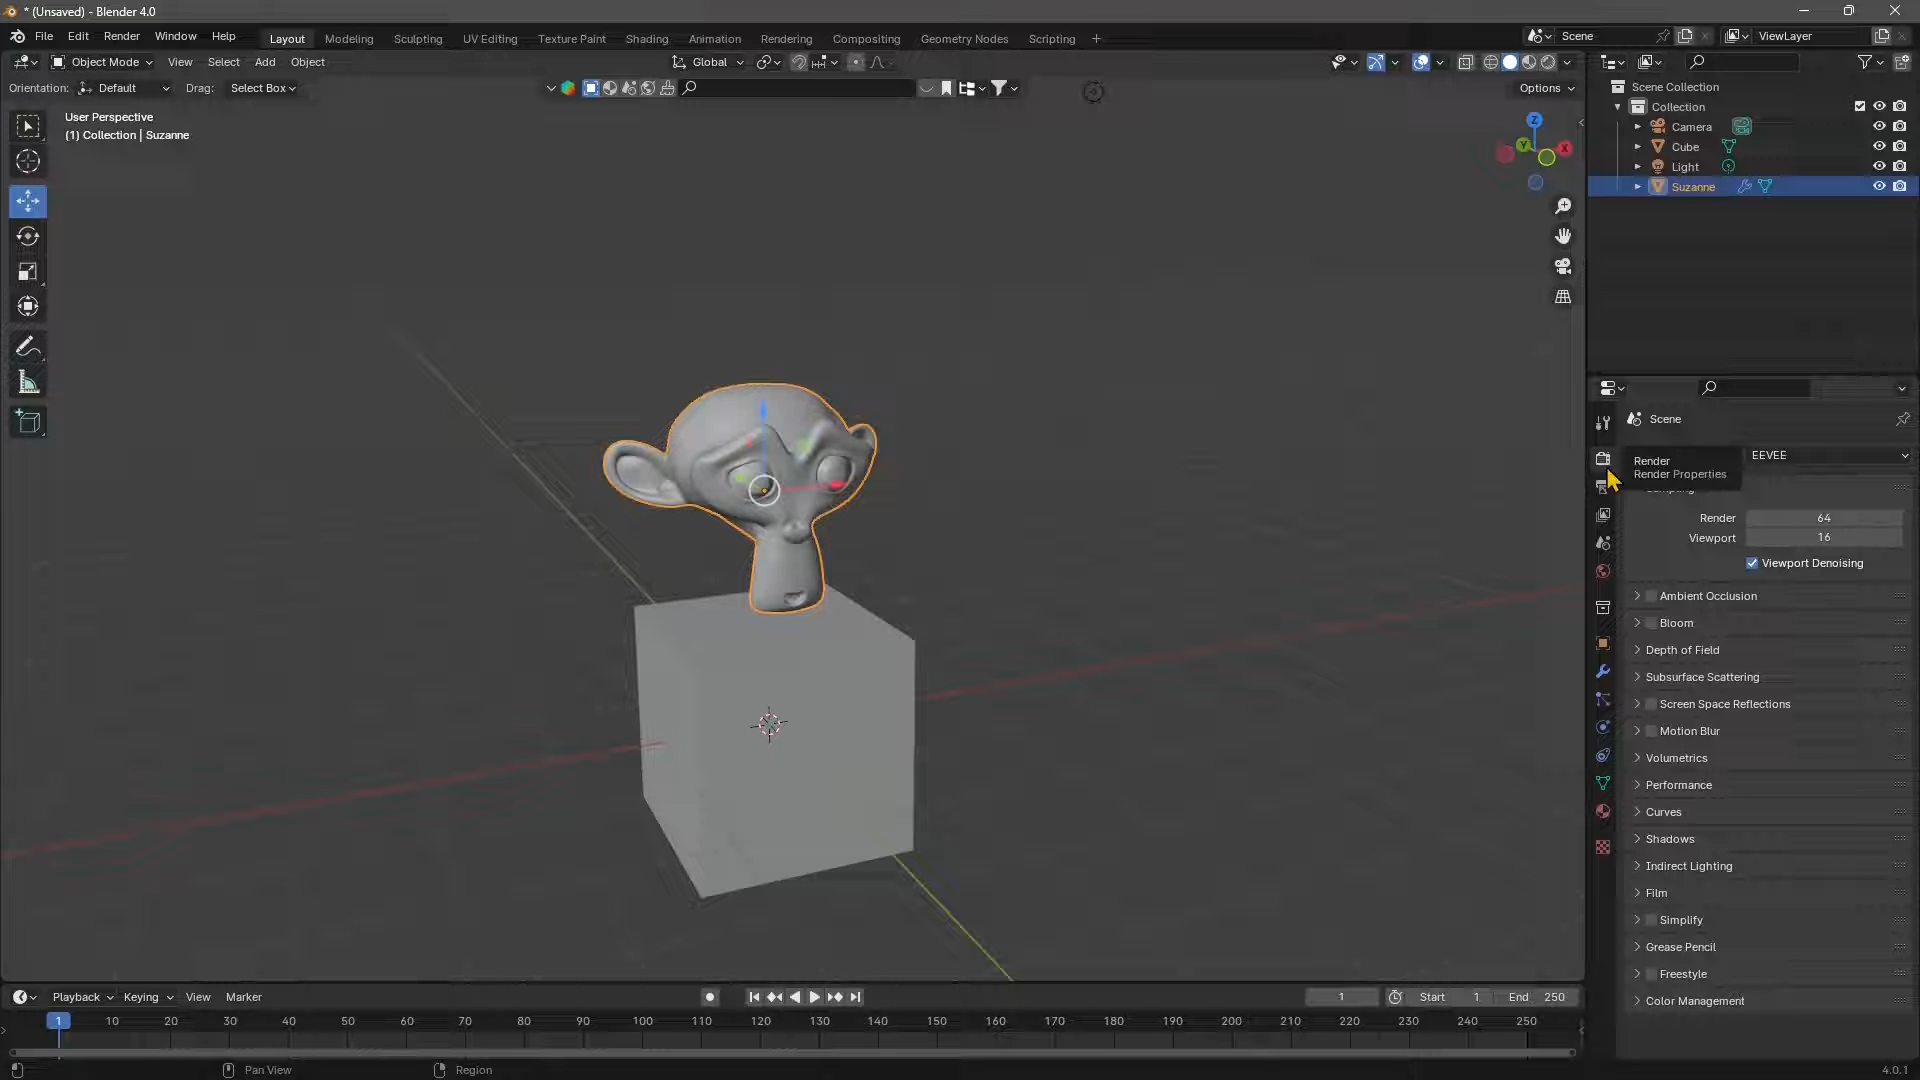 * (Unsaved) - Blender 4.0
File Edit Render Window Help
Layout Modeling Sculpting UV Editing Texture Paint Shading Animation Rendering Compositing Geometry Nodes Scripting +
Scene ViewLayer
Object Mode View Select Add Object
Global
Orientation: Default Drag: Select Box
Options
User Perspective
(1) Collection | Suzanne
Z
Y
X
Scene Collection
Collection
Camera
Cube
Light
Suzanne
Scene
EEVEE
Render
Render Properties
Render 64
Viewport 16
Viewport Denoising
Ambient Occlusion
Bloom
Depth of Field
Subsurface Scattering
Screen Space Reflections
Motion Blur
Volumetrics
Performance
Curves
Shadows
Indirect Lighting
Film
Simplify
Grease Pencil
Freestyle
Color Management
Playback Keying View Marker
1 Start 1 End 250
1 10 20 30 40 50 60 70 80 90 100 110 120 130 140 150 160 170 180 190 200 210 220 230 240 250
Pan View Region 4.0.1